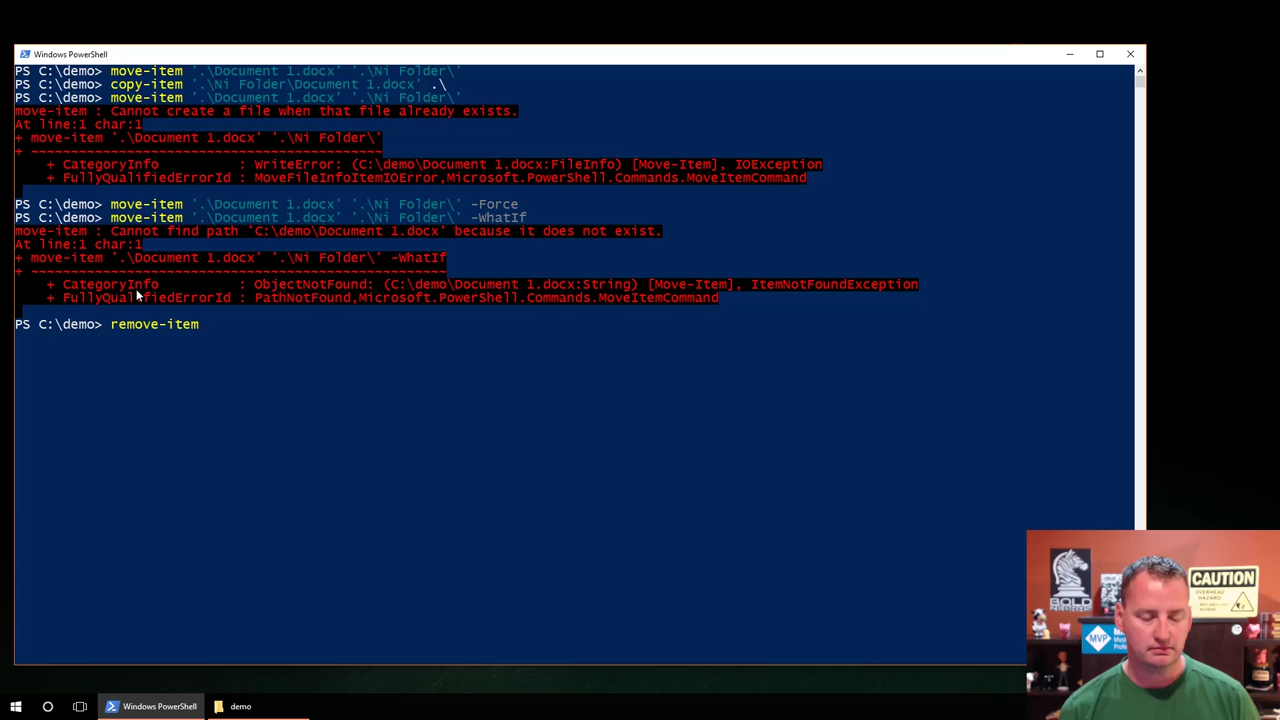 Windows PowerShell
PS C:\demo> move-item '.\Document 1.docx' '.\Ni Folder\'
PS C:\demo> copy-item '.\Ni Folder\Document 1.docx' .\
PS C:\demo> move-item '.\Document 1.docx' '.\Ni Folder\'
move-item : Cannot create a file when that file already exists.
At line:1 char:1
+ move-item '.\Document 1.docx' '.\Ni Folder\'
+ ~~~~~~~~~~~~~~~~~~~~~~~~~~~~~~~~~~~~~~~~~~~~
+ CategoryInfo          : WriteError: (C:\demo\Document 1.docx:FileInfo) [Move-Item], IOException
+ FullyQualifiedErrorId : MoveFileInfoItemIOError,Microsoft.PowerShell.Commands.MoveItemCommand
PS C:\demo> move-item '.\Document 1.docx' '.\Ni Folder\' -Force
PS C:\demo> move-item '.\Document 1.docx' '.\Ni Folder\' -WhatIf
move-item : Cannot find path 'C:\demo\Document 1.docx' because it does not exist.
At line:1 char:1
+ move-item '.\Document 1.docx' '.\Ni Folder\' -WhatIf
+ ~~~~~~~~~~~~~~~~~~~~~~~~~~~~~~~~~~~~~~~~~~~~~~~~~~~~
+ CategoryInfo          : ObjectNotFound: (C:\demo\Document 1.docx:String) [Move-Item], ItemNotFoundException
+ FullyQualifiedErrorId : PathNotFound,Microsoft.PowerShell.Commands.MoveItemCommand
PS C:\demo> remove-item
CAUTION
BOLD
MVP
Windows PowerShell
demo